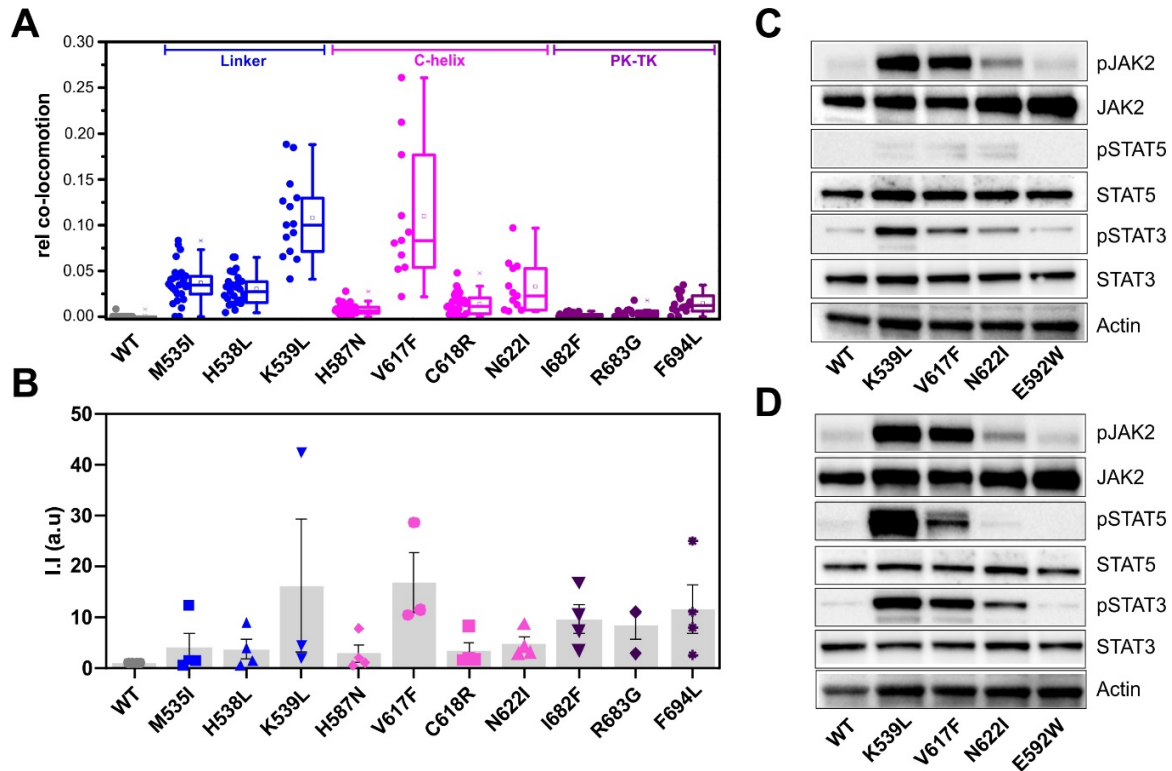 A
Linker
C-helix
PK-TK
rel co-locomotion
0.30
0.25
0.20
0.15
0.10
0.05
0.00
WT
M535I
H538L
K539L
H587N
V617F
C618R
N622I
I682F
R683G
F694L
B
I.I (a.u)
50
40
30
20
10
0
WT
M535I
H538L
K539L
H587N
V617F
C618R
N622I
I682F
R683G
F694L
C
pJAK2
JAK2
pSTAT5
STAT5
pSTAT3
STAT3
Actin
WT
K539L
V617F
N622I
E592W
D
pJAK2
JAK2
pSTAT5
STAT5
pSTAT3
STAT3
Actin
WT
K539L
V617F
N622I
E592W